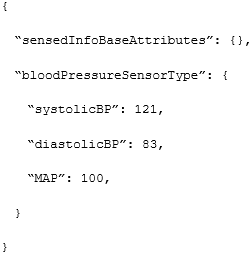 {
“sensedInfoBaseAttributes”: {},
“bloodPressureSensorType”: {
“systolicBP”: 121,
“diastolicBP”: 83,
“MAP”: 100,
}
}